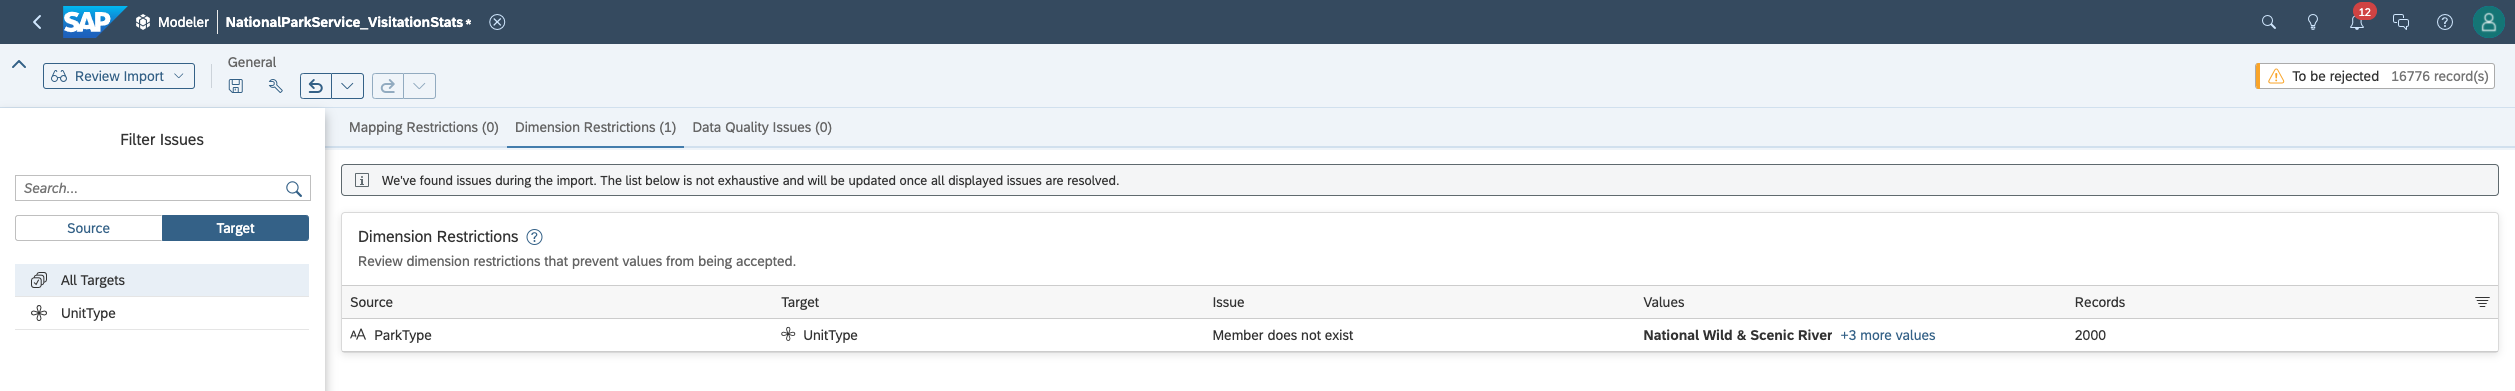 SAP Modeler NationalParkService_VisitationStats* 12
Review Import General To be rejected 16776 record(s)
Filter Issues
Search...
Source Target
All Targets
UnitType
Mapping Restrictions (0) Dimension Restrictions (1) Data Quality Issues (0)
We've found issues during the import. The list below is not exhaustive and will be updated once all displayed issues are resolved.
Dimension Restrictions
Review dimension restrictions that prevent values from being accepted.
Source Target Issue Values Records
AA ParkType UnitType Member does not exist National Wild & Scenic River +3 more values 2000